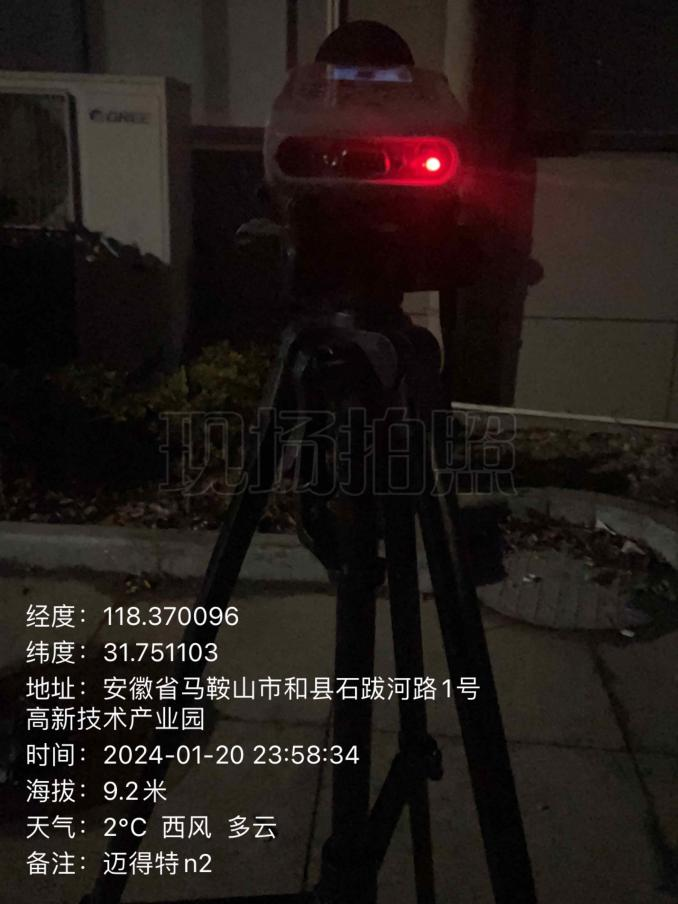 GREE
现场拍照
经度：118.370096
纬度：31.751103
地址：安徽省马鞍山市和县石跋河路1号
高新技术产业园
时间：2024-01-20 23:58:34
海拔：9.2米
天气：2℃ 西风 多云
备注：迈得特n2